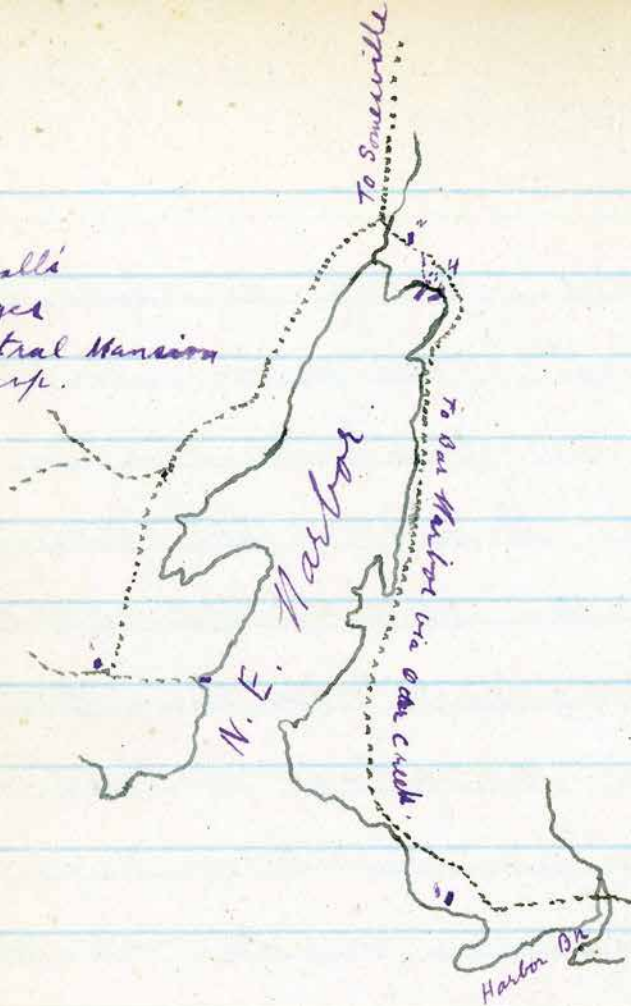 To Somesville
tral Mansion
N. E. Harbor
To Bar Harbor via Otter Creek.
Harbor Br